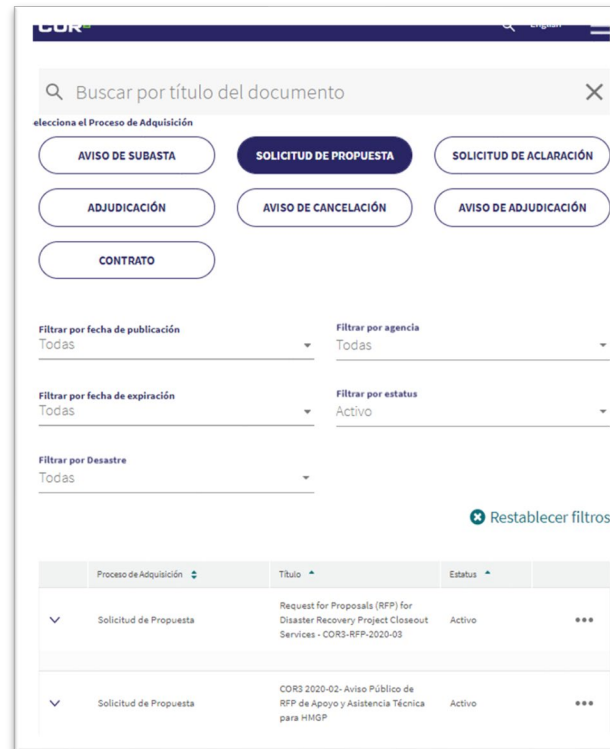 COR
English
Buscar por título del documento
elecciona el Proceso de Adquisición
AVISO DE SUBASTA
SOLICITUD DE PROPUESTA
SOLICITUD DE ACLARACIÓN
ADJUDICACIÓN
AVISO DE CANCELACIÓN
AVISO DE ADJUDICACIÓN
CONTRATO
Filtrar por fecha de publicación
Todas
Filtrar por agencia
Todas
Filtrar por fecha de expiración
Todas
Filtrar por estatus
Activo
Filtrar por Desastre
Todas
Restablecer filtros
Proceso de Adquisición Título Estatus
Solicitud de Propuesta
Request for Proposals (RFP) for
Disaster Recovery Project Closeout
Services - COR3-RFP-2020-03
Activo
Solicitud de Propuesta
COR3 2020-02- Aviso Público de
RFP de Apoyo y Asistencia Técnica
para HMGP
Activo